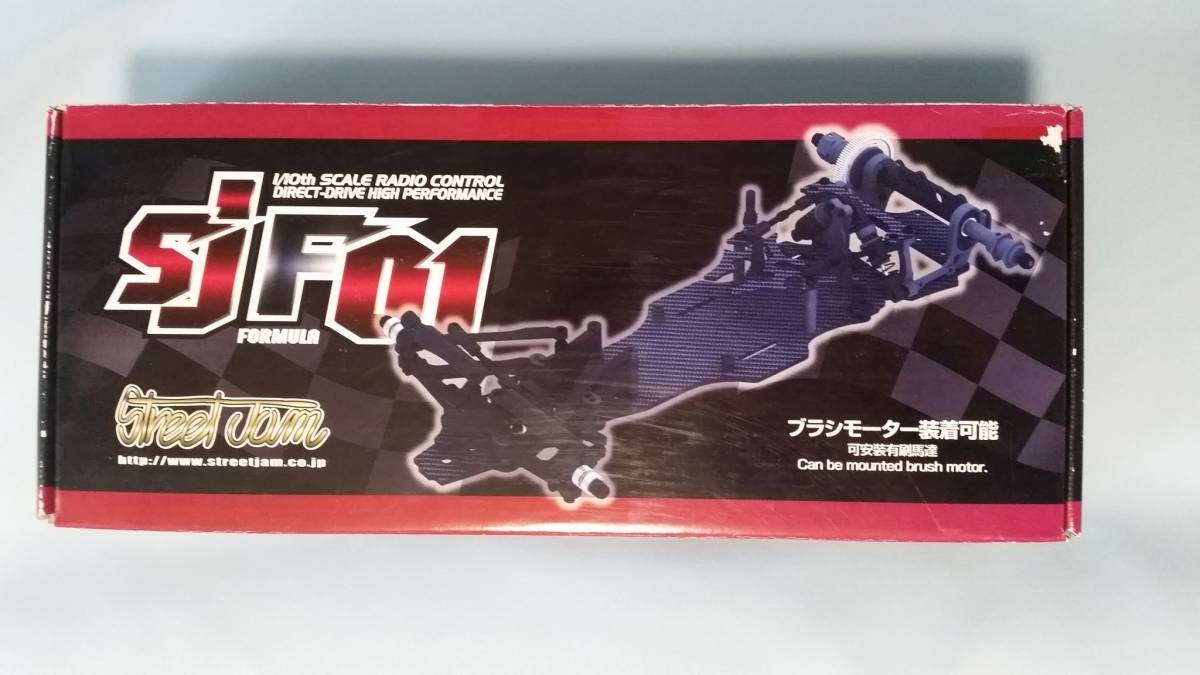 1/10th SCALE RADIO CONTROL
DIRECT-DRIVE HIGH PERFORMANCE
SjF01
FORMULA
Street Jam
http://www.streetjam.co.jp
ブラシモーター装着可能
可安裝有刷馬達
Can be mounted brush motor.